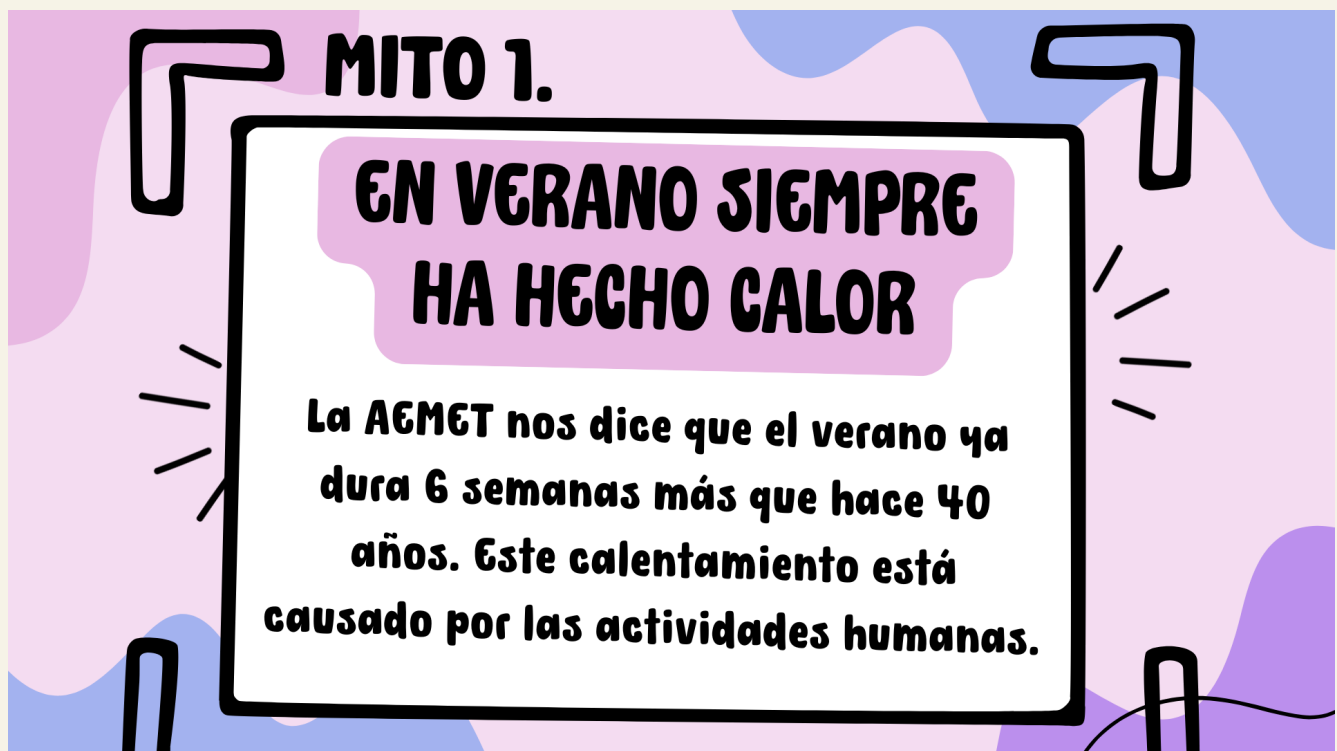 MITO 1.
EN VERANO SIEMPRE
HA HECHO CALOR
La AEMET nos dice que el verano ya
dura 6 semanas más que hace 40
años. Este calentamiento está
causado por las actividades humanas.